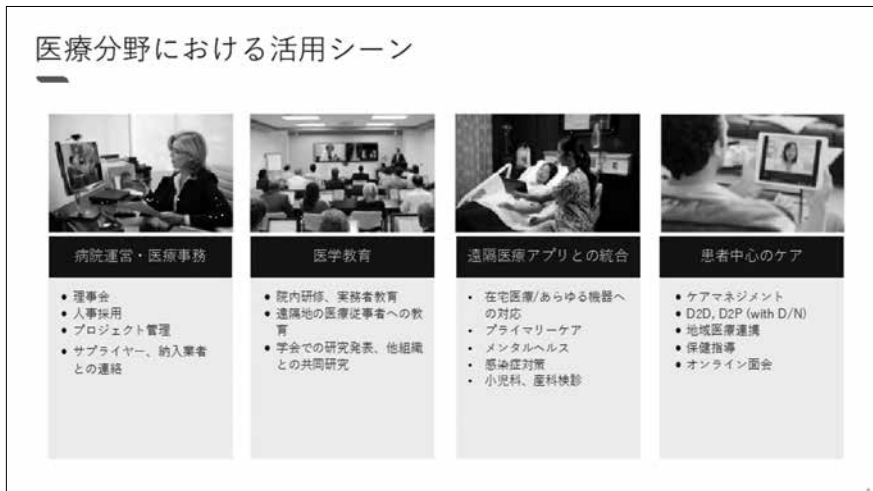 医療分野における活用シーン
病院運営・医療事務
● 理事会
● 人事採用
● プロジェクト管理
● サプライヤー、納入業者
との連絡
医学教育
● 院内研修、実務者教育
● 遠隔地の医療従事者への教
育
● 学会での研究発表、他組織
との共同研究
遠隔医療アプリとの統合
• 在宅医療/あらゆる機器へ
の対応
• プライマリーケア
• メンタルヘルス
• 感染症対策
• 小児科、産科検診
患者中心のケア
● ケアマネジメント
● D2D, D2P (with D/N)
● 地域医療連携
● 保健指導
● オンライン面会